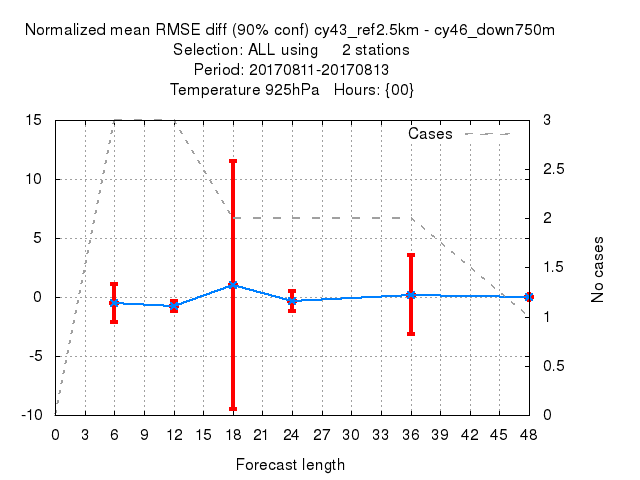 Normalized mean RMSE diff (90% conf) cy43_ref2.5km - cy46_down750m
Selection: ALL using 2 stations
Period: 20170811-20170813
Temperature 925hPa Hours: {00}
Cases
15
10
5
0
-5
-10
3
2.5
2
1.5
1
0.5
0
No cases
0 3 6 9 12 15 18 21 24 27 30 33 36 39 42 45 48
Forecast length